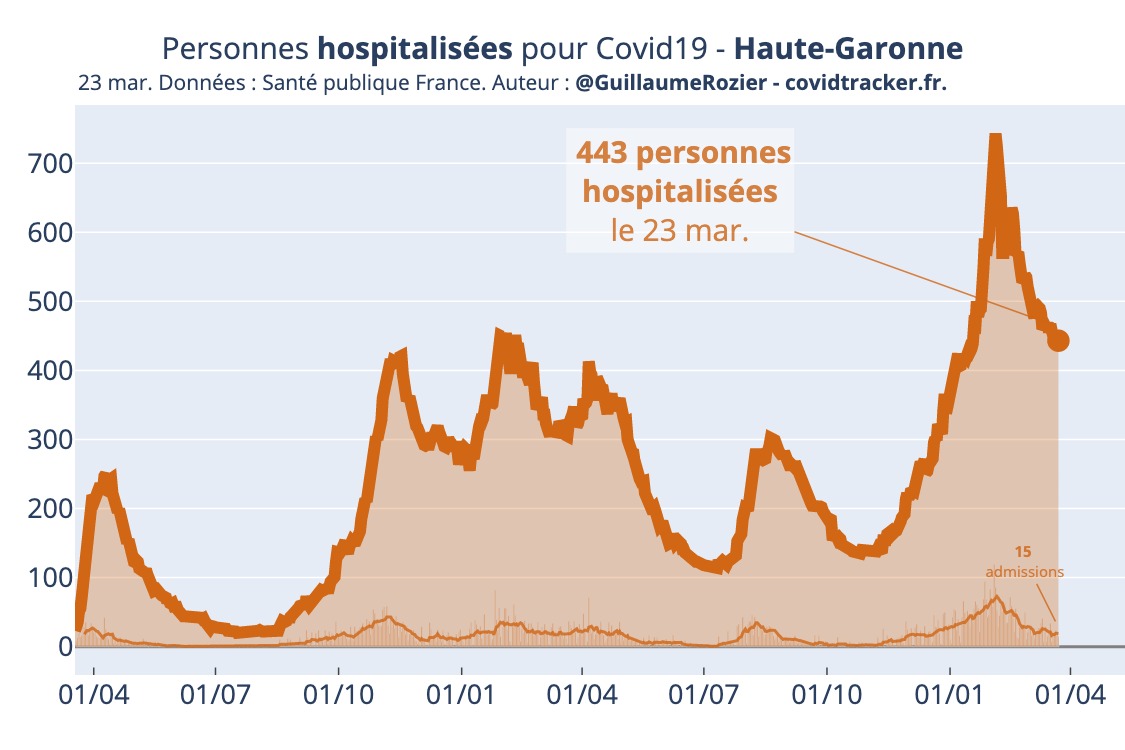 Personnes hospitalisées pour Covid19 - Haute-Garonne
23 mar. Données : Santé publique France. Auteur : @GuillaumeRozier - covidtracker.fr.
443 personnes
hospitalisées
le 23 mar.
700
600
500
400
300
200
100
0
15
admissions
01/04 01/07 01/10 01/01 01/04 01/07 01/10 01/01 01/04